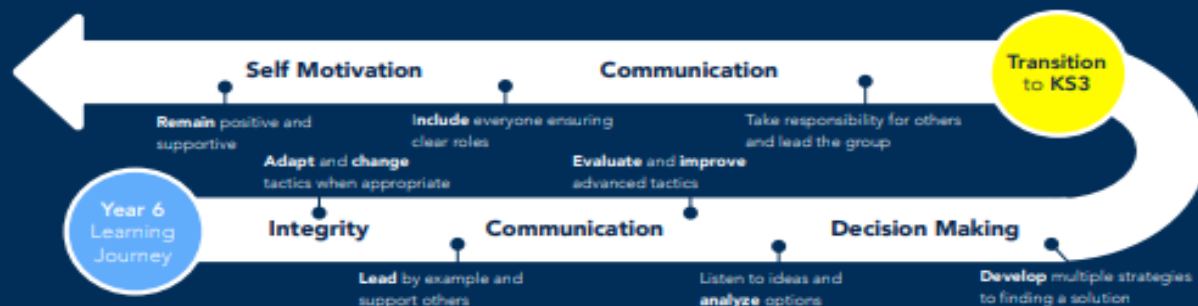 Self Motivation
Communication
Transition
to KS3
Remain positive and
supportive
Include everyone ensuring
clear roles
Take responsibility for others
and lead the group
Adapt and change
tactics when appropriate
Evaluate and improve
advanced tactics
Year 6
Learning
Journey
Integrity
Communication
Decision Making
Lead by example and
support others
Listen to ideas and
analyze options
Develop multiple strategies
to finding a solution